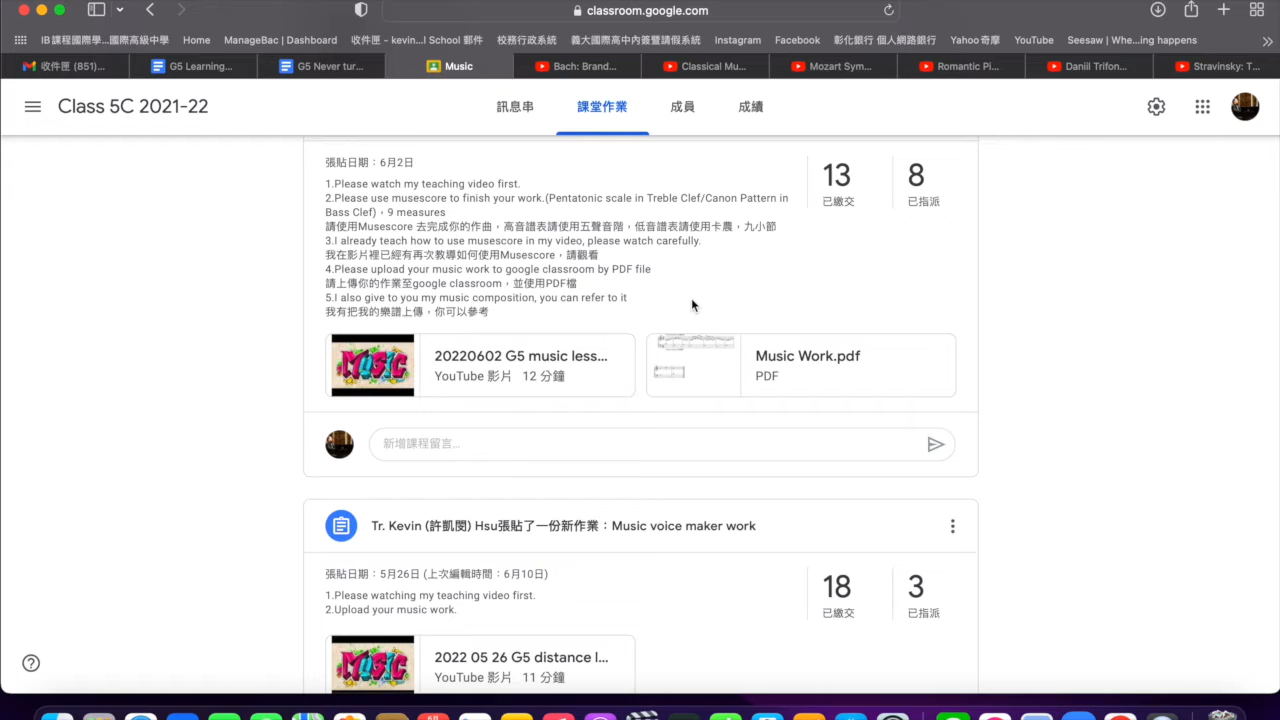 classroom.google.com
IB課程國際學...國際高級中學 Home ManageBac | Dashboard 收件匣 - kevin...l School 郵件 校務行政系統 義大國際高中內簽暨請假系統 Instagram Facebook 彰化銀行 個人網路銀行 Yahoo奇摩 YouTube Seesaw | Whe...ing happens
收件匣 (851)... G5 Learning... G5 Never tur... Music Bach: Brand... Classical Mu... Mozart Sym... Romantic Pi... Daniil Trifon... Stravinsky: T...
Class 5C 2021-22 訊息串 課堂作業 成員 成績
張貼日期：6月2日
13 已繳交
8 已指派
1.Please watch my teaching video first.
2.Please use musescore to finish your work.(Pentatonic scale in Treble Clef/Canon Pattern in
Bass Clef)，9 measures
請使用Musescore 去完成你的作曲，高音譜表請使用五聲音階，低音譜表請使用卡農，九小節
3.I already teach how to use musescore in my video, please watch carefully.
我在影片裡已經有再次教導如何使用Musescore，請觀看
4.Please upload your music work to google classroom by PDF file
請上傳你的作業至google classroom，並使用PDF檔
5.I also give to you my music composition, you can refer to it
我有把我的樂譜上傳，你可以參考
MUSIC
20220602 G5 music less...
YouTube 影片 12 分鐘
Music Work.pdf
PDF
新增課程留言...
Tr. Kevin (許凱閔) Hsu張貼了一份新作業：Music voice maker work
張貼日期：5月26日 (上次編輯時間：6月10日)
18 已繳交
3 已指派
1.Please watching my teaching video first.
2.Upload your music work.
MUSIC
2022 05 26 G5 distance l...
YouTube 影片 11 分鐘